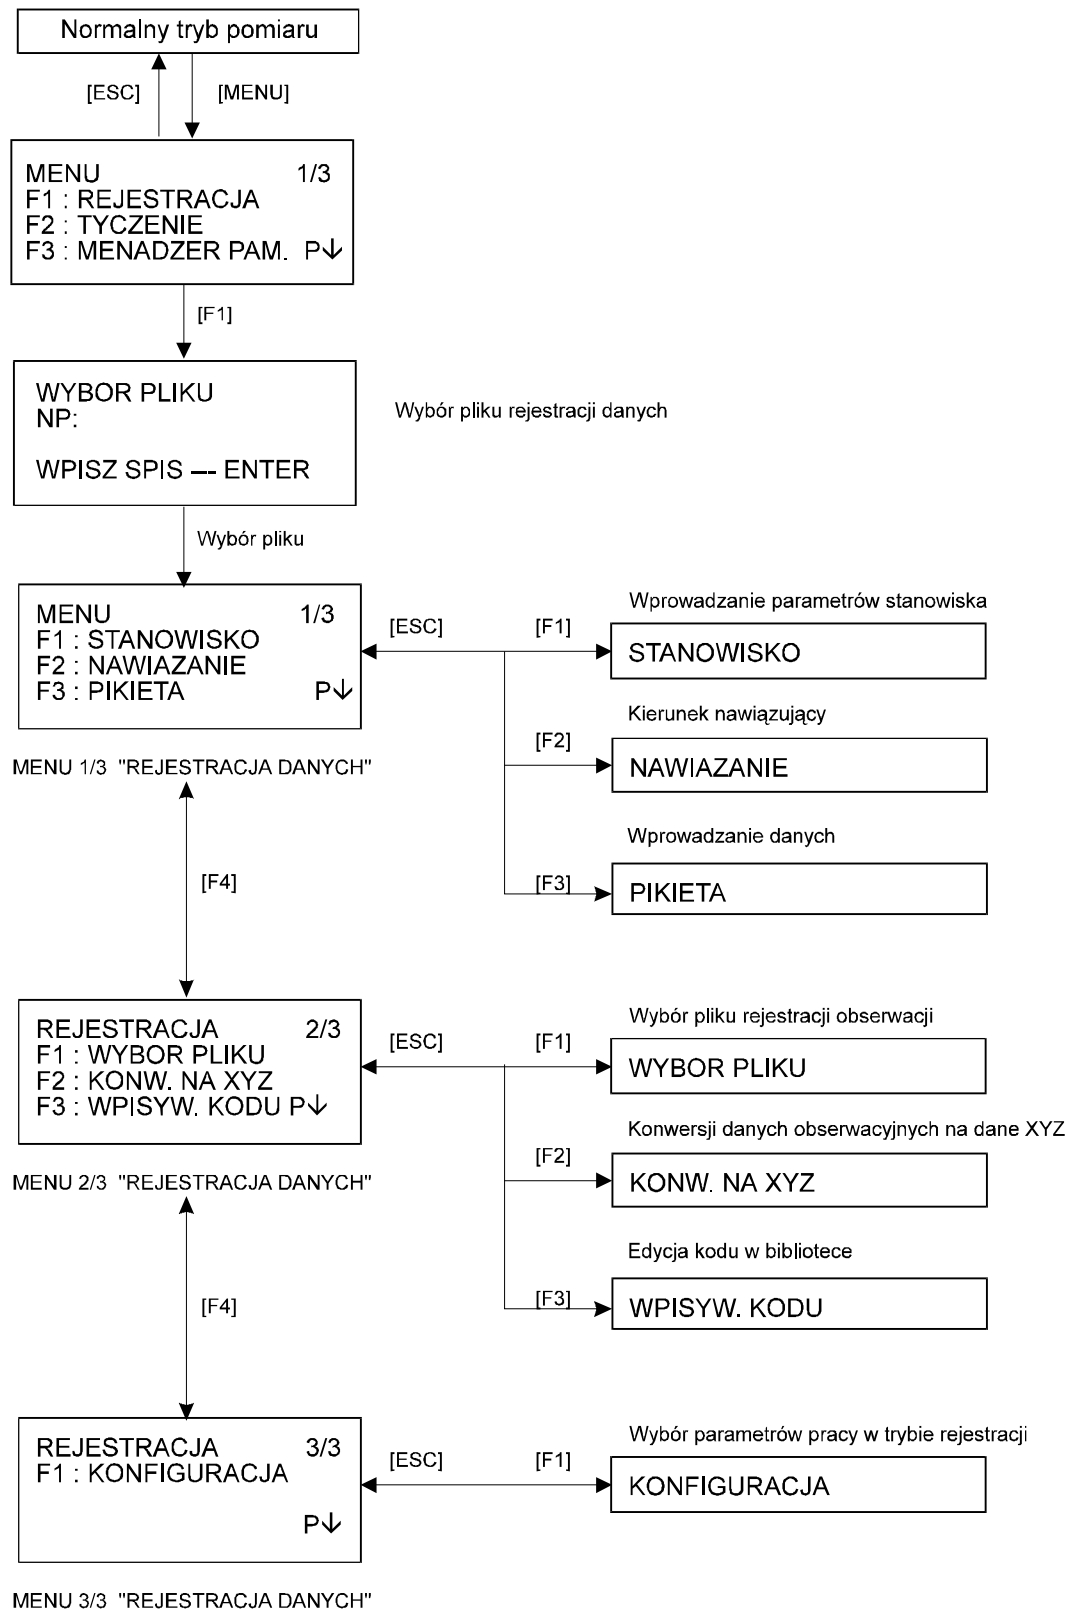 Normalny tryb pomiaru
[ESC] [MENU]
MENU 1/3
F1 : REJESTRACJA
F2 : TYCZENIE
F3 : MENADZER PAM. P↓
[F1]
WYBOR PLIKU
NP:
WPISZ SPIS --- ENTER
Wybór pliku rejestracji danych
Wybór pliku
MENU 1/3
F1 : STANOWISKO
F2 : NAWIAZANIE
F3 : PIKIETA P↓
[ESC] [F1]
Wprowadzanie parametrów stanowiska
STANOWISKO
Kierunek nawiązujący
[F2]
NAWIAZANIE
MENU 1/3 "REJESTRACJA DANYCH"
Wprowadzanie danych
[F3]
PIKIETA
[F4]
REJESTRACJA 2/3
F1 : WYBOR PLIKU
F2 : KONW. NA XYZ
F3 : WPISYW. KODU P↓
[ESC] [F1]
Wybór pliku rejestracji obserwacji
WYBOR PLIKU
Konwersji danych obserwacyjnych na dane XYZ
[F2]
KONW. NA XYZ
MENU 2/3 "REJESTRACJA DANYCH"
Edycja kodu w bibliotece
[F3]
WPISYW. KODU
[F4]
REJESTRACJA 3/3
F1 : KONFIGURACJA
P↓
[ESC] [F1]
Wybór parametrów pracy w trybie rejestracji
KONFIGURACJA
MENU 3/3 "REJESTRACJA DANYCH"